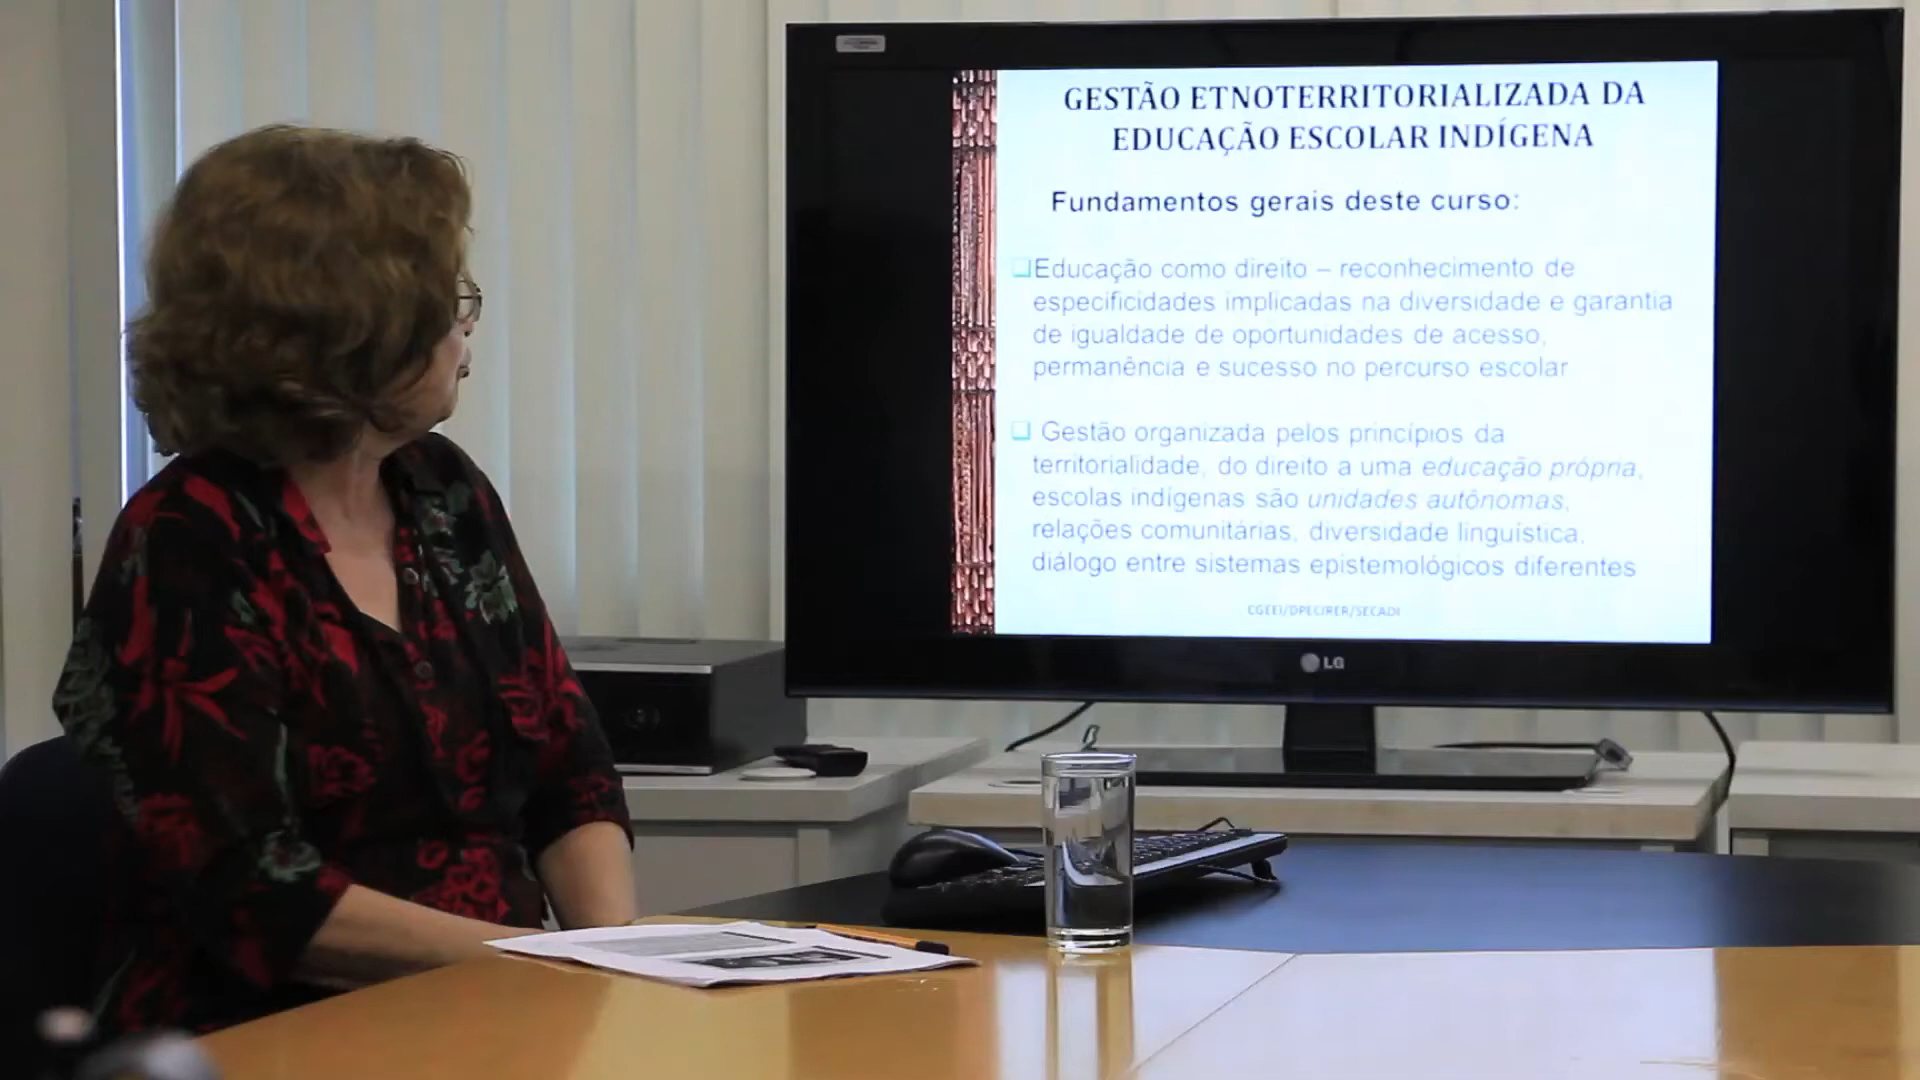 GESTÃO ETNOTERRITORIALIZADA DA
EDUCAÇÃO ESCOLAR INDÍGENA
Fundamentos gerais deste curso:
Educação como direito – reconhecimento de
especificidades implicadas na diversidade e garantia
de igualdade de oportunidades de acesso,
permanência e sucesso no percurso escolar
Gestão organizada pelos princípios da
territorialidade, do direito a uma educação própria,
escolas indígenas são unidades autônomas,
relações comunitárias, diversidade linguística,
diálogo entre sistemas epistemológicos diferentes
CGEEI/DPECIRER/SECADI
LG